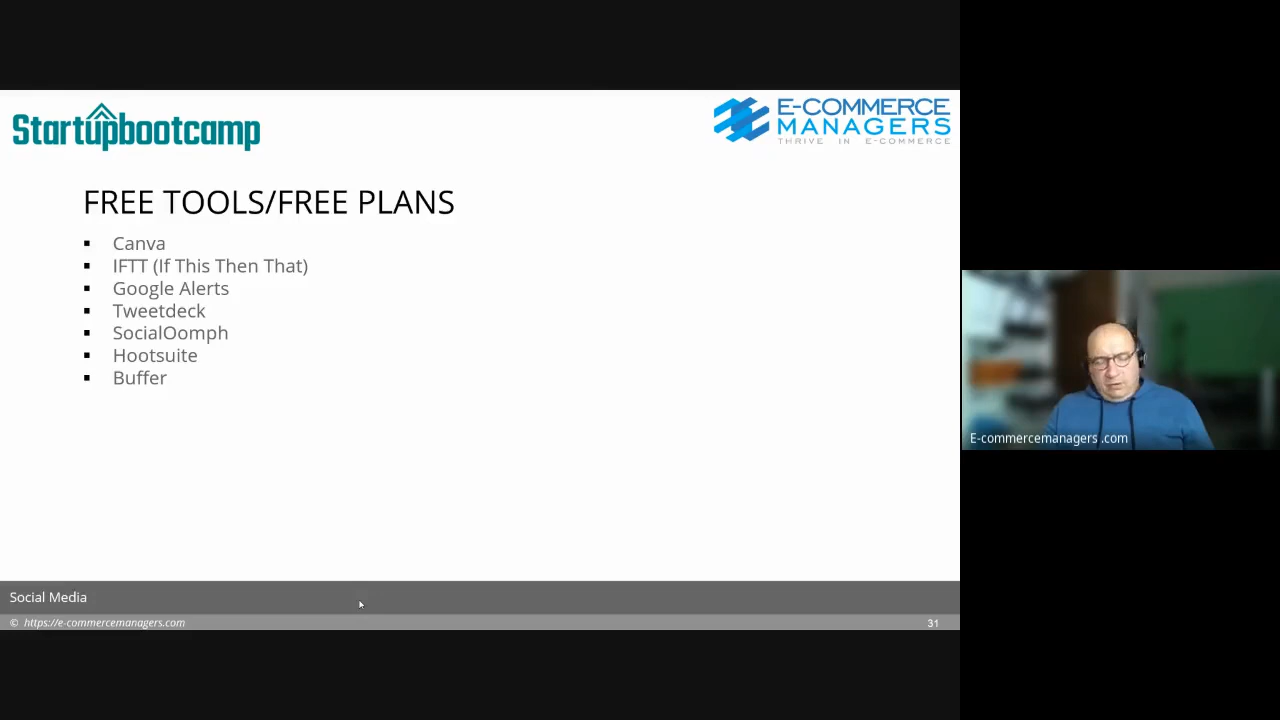 Startupbootcamp
E-COMMERCE
MANAGERS
THRIVE IN E-COMMERCE
FREE TOOLS/FREE PLANS
▪ Canva
▪ IFTT (If This Then That)
▪ Google Alerts
▪ Tweetdeck
▪ SocialOomph
▪ Hootsuite
▪ Buffer
E-commercemanagers .com
Social Media
© https://e-commercemanagers.com
31